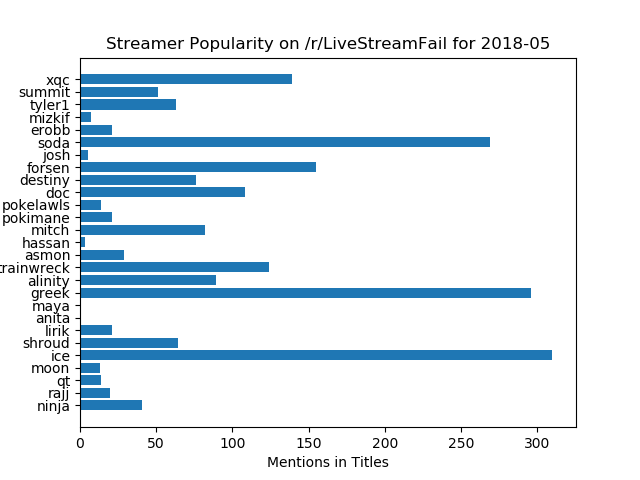 Streamer Popularity on /r/LiveStreamFail for 2018-05
xqc
summit
tyler1
mizkif
erobb
soda
josh
forsen
destiny
doc
pokelawls
pokimane
mitch
hassan
asmon
trainwreck
alinity
greek
maya
anita
lirik
shroud
ice
moon
qt
rajj
ninja
0 50 100 150 200 250 300
Mentions in Titles